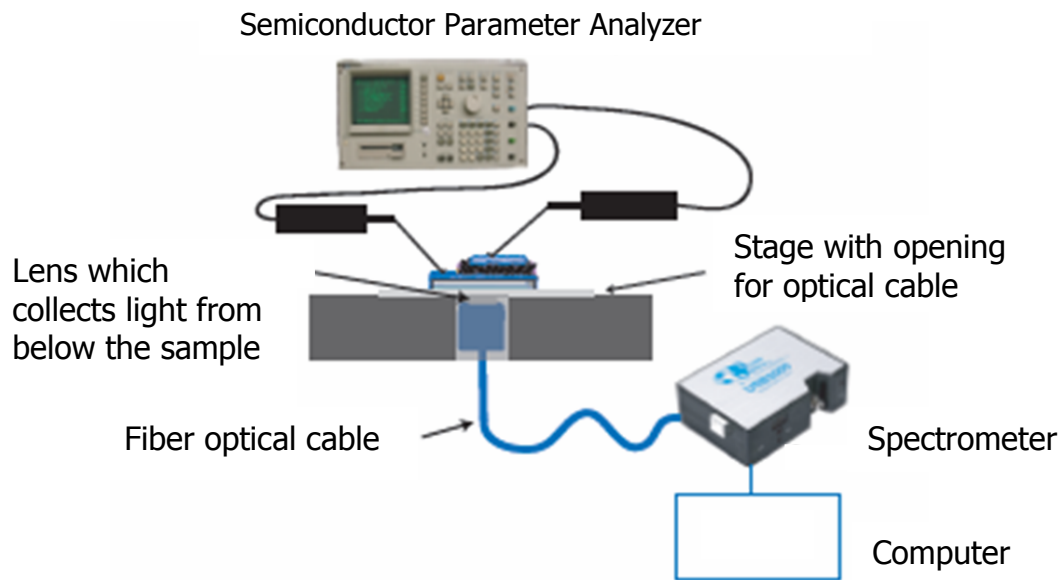 Semiconductor Parameter Analyzer
Lens which
collects light from
below the sample
Stage with opening
for optical cable
Fiber optical cable
Spectrometer
Computer